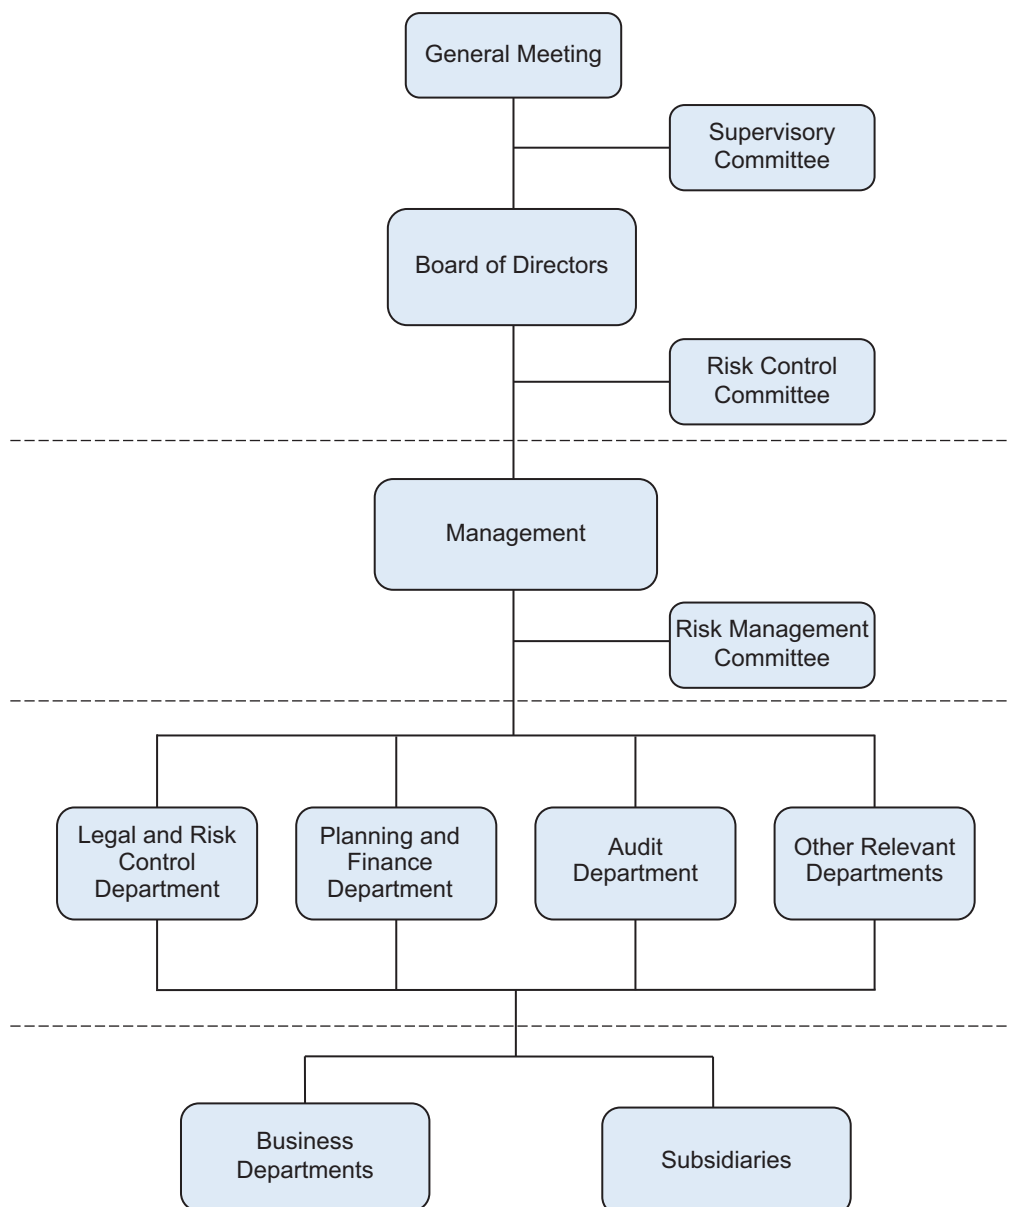 General Meeting
Supervisory
Committee
Board of Directors
Risk Control
Committee
Management
Risk Management
Committee
Legal and Risk
Control
Department
Planning and
Finance
Department
Audit
Department
Other Relevant
Departments
Business
Departments
Subsidiaries